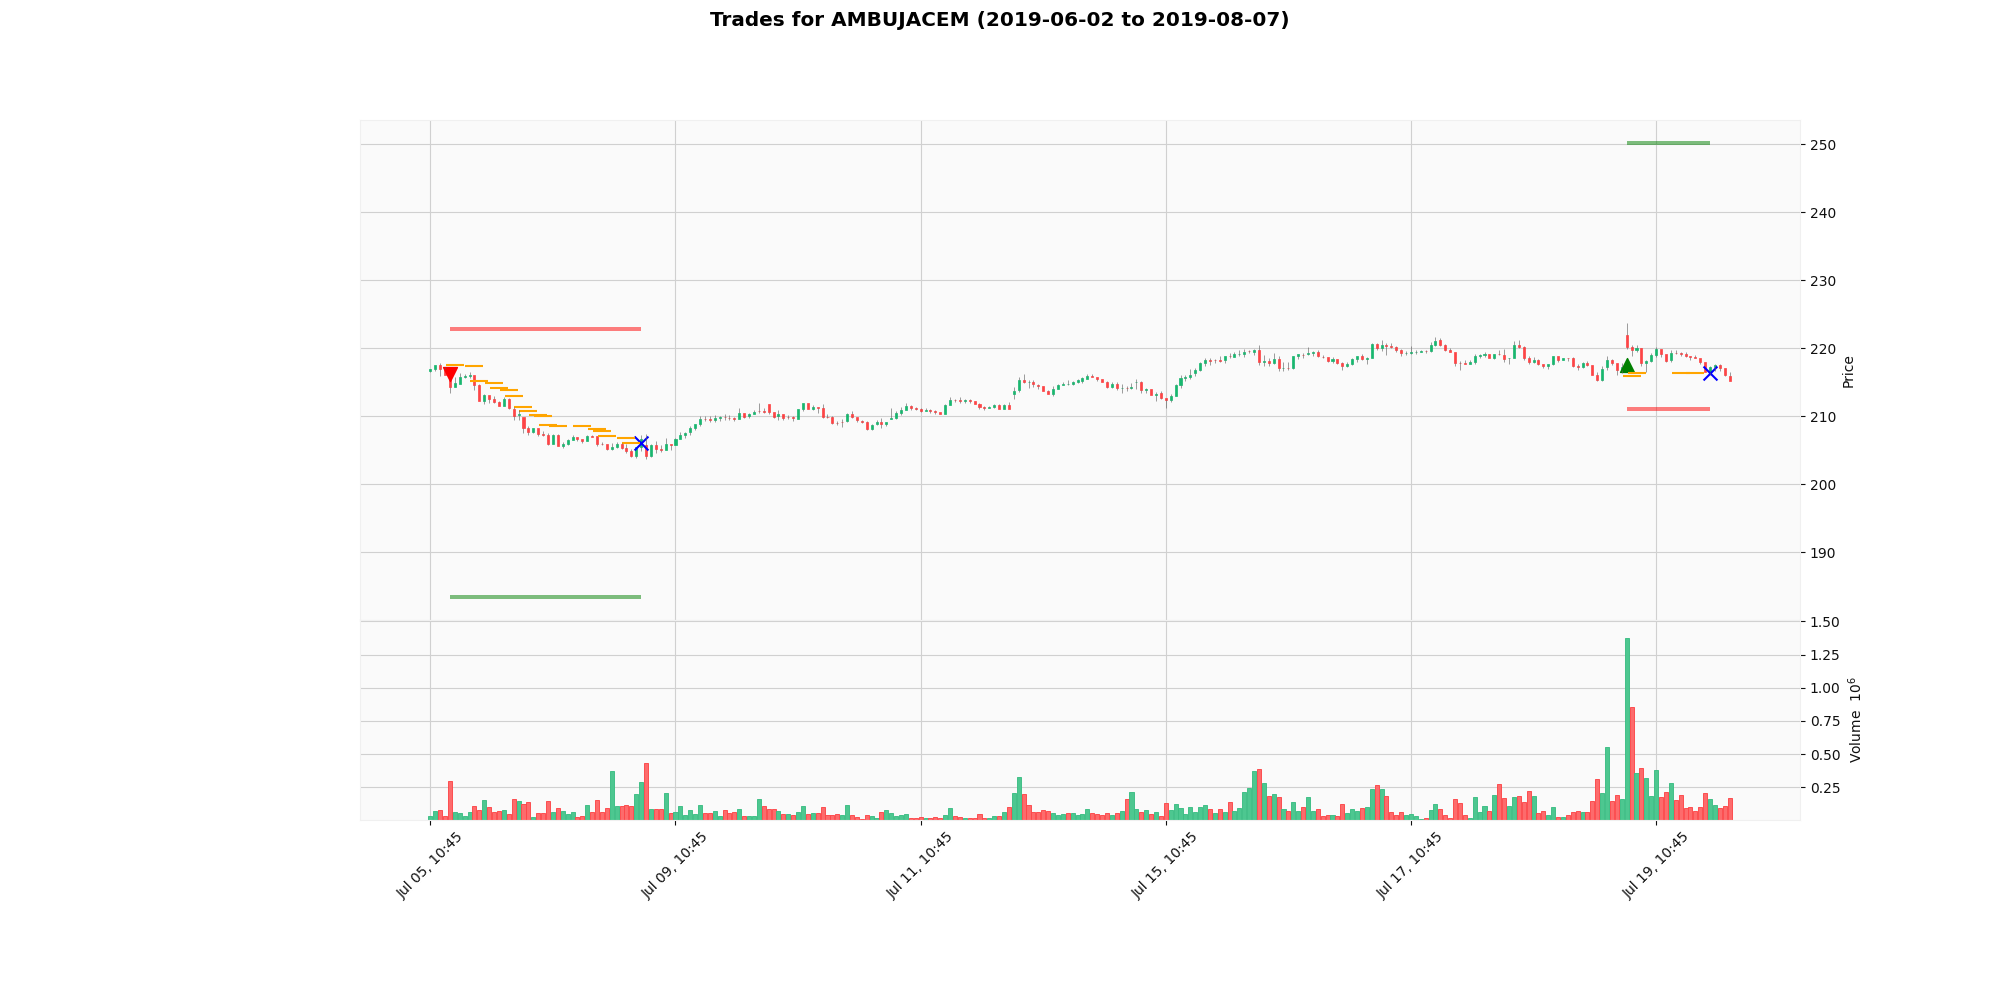 Trades for AMBUJACEM (2019-06-02 to 2019-08-07)
250
240
230
220
210
200
190
Price
1.50
1.25
1.00
0.75
0.50
0.25
Volume 10^6
Jul 05, 10:45
Jul 09, 10:45
Jul 11, 10:45
Jul 15, 10:45
Jul 17, 10:45
Jul 19, 10:45